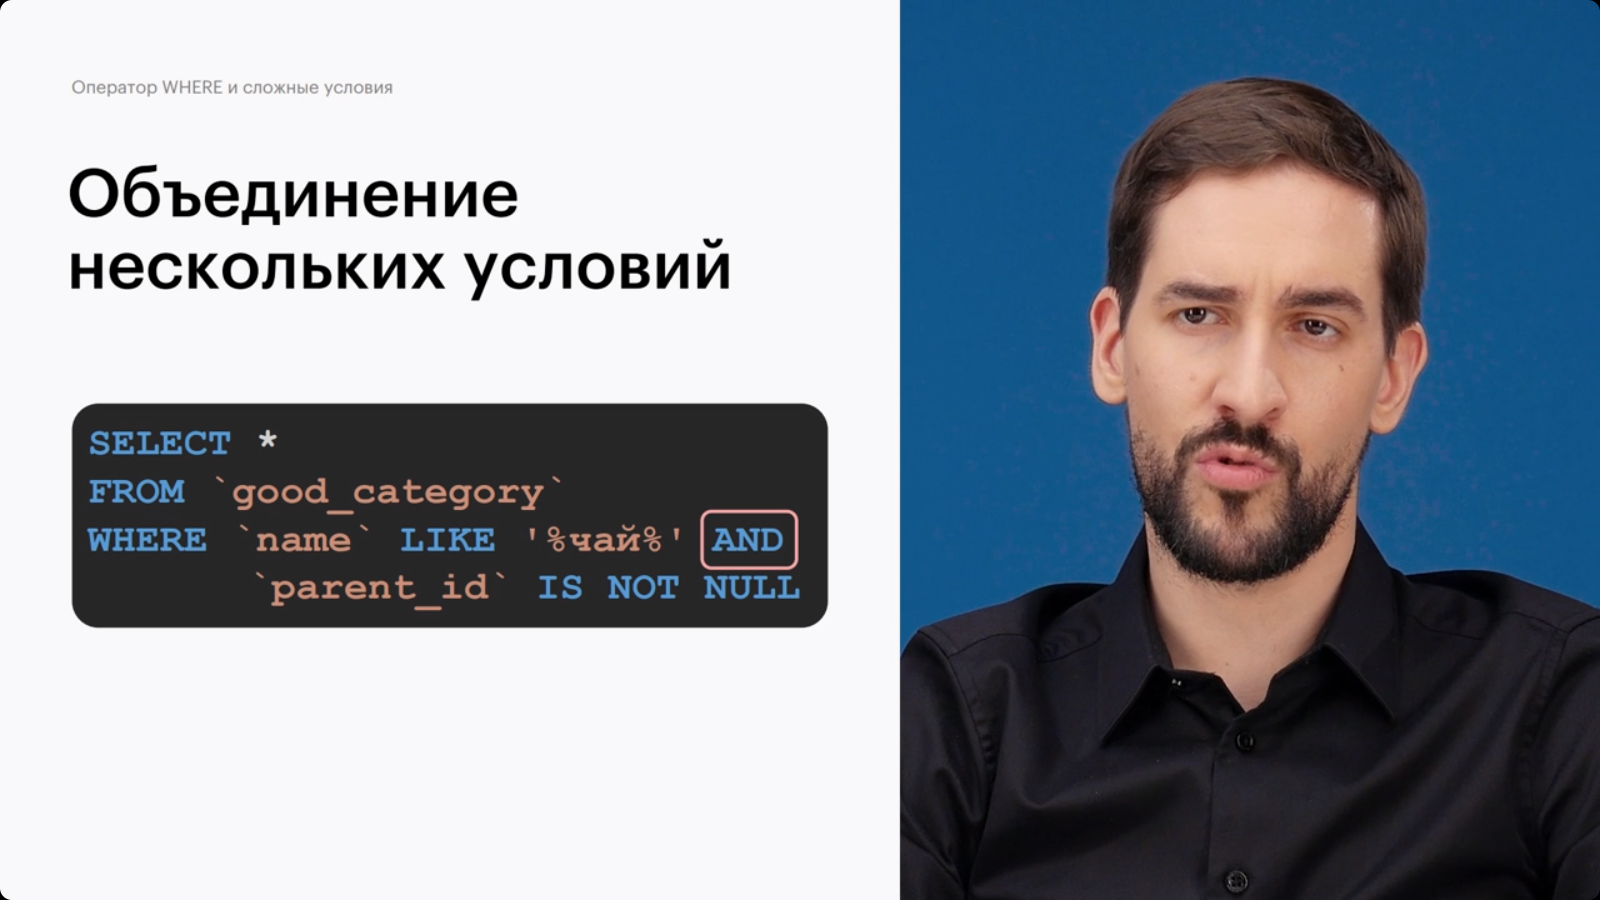 Оператор WHERE и сложные условия
Объединение
нескольких условий
SELECT *
FROM `good_category`
WHERE `name` LIKE '%чай%' AND
`parent_id` IS NOT NULL